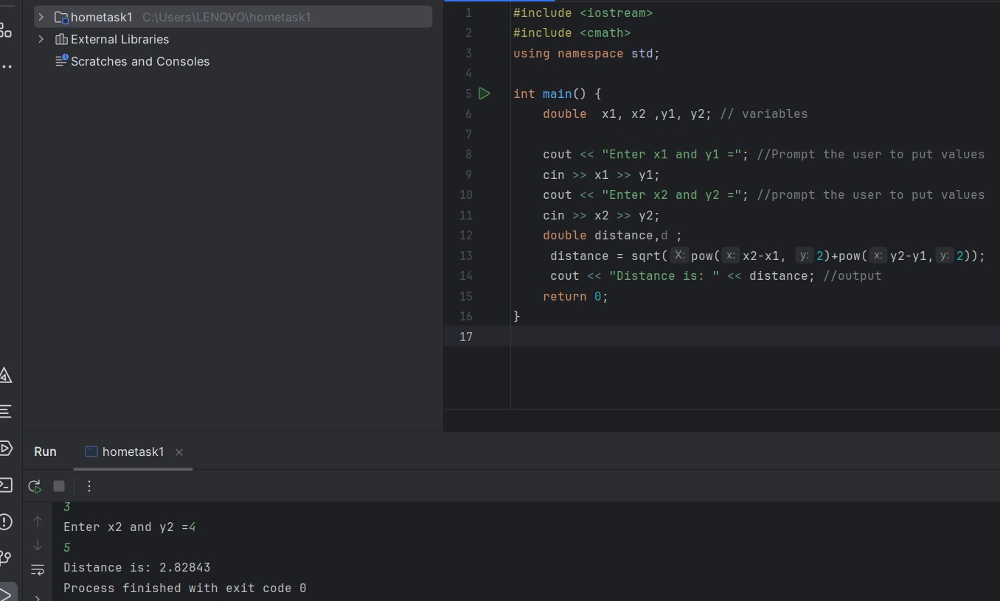 hometask1 C:\Users\LENOVO\hometask1
External Libraries
Scratches and Consoles
1 #include <iostream>
2 #include <cmath>
3 using namespace std;
4
5 int main() {
6 double  x1, x2 ,y1, y2; // variables
7
8 cout << "Enter x1 and y1 ="; //Prompt the user to put values
9 cin >> x1 >> y1;
10 cout << "Enter x2 and y2 ="; //prompt the user to put values
11 cin >> x2 >> y2;
12 double distance,d ;
13 distance = sqrt( X: pow( x: x2-x1, y: 2)+pow( x: y2-y1, y: 2));
14 cout << "Distance is: " << distance; //output
15 return 0;
16 }
17
Run hometask1
3
Enter x2 and y2 =4
5
Distance is: 2.82843
Process finished with exit code 0